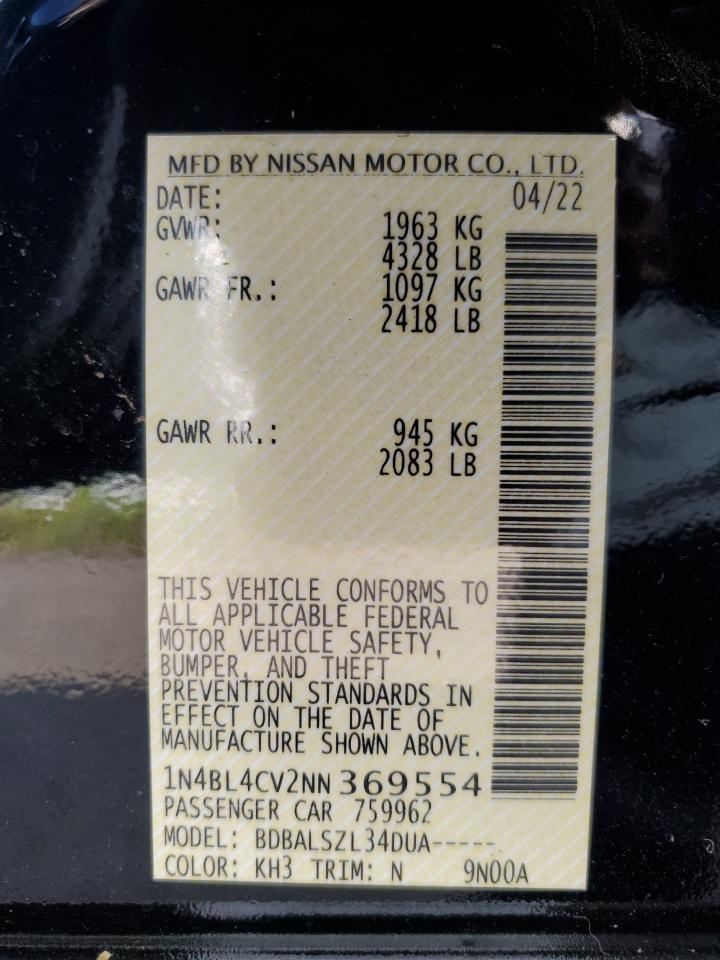 MFD BY NISSAN MOTOR CO., LTD.
DATE: 04/22
GVWR: 1963 KG
4328 LB
GAWR FR.: 1097 KG
2418 LB
GAWR RR.: 945 KG
2083 LB
THIS VEHICLE CONFORMS TO
ALL APPLICABLE FEDERAL
MOTOR VEHICLE SAFETY,
BUMPER, AND THEFT
PREVENTION STANDARDS IN
EFFECT ON THE DATE OF
MANUFACTURE SHOWN ABOVE.
1N4BL4CV2NN369554
PASSENGER CAR 759962
MODEL: BDBALSZL34DUA-----
COLOR: KH3 TRIM: N 9N00A